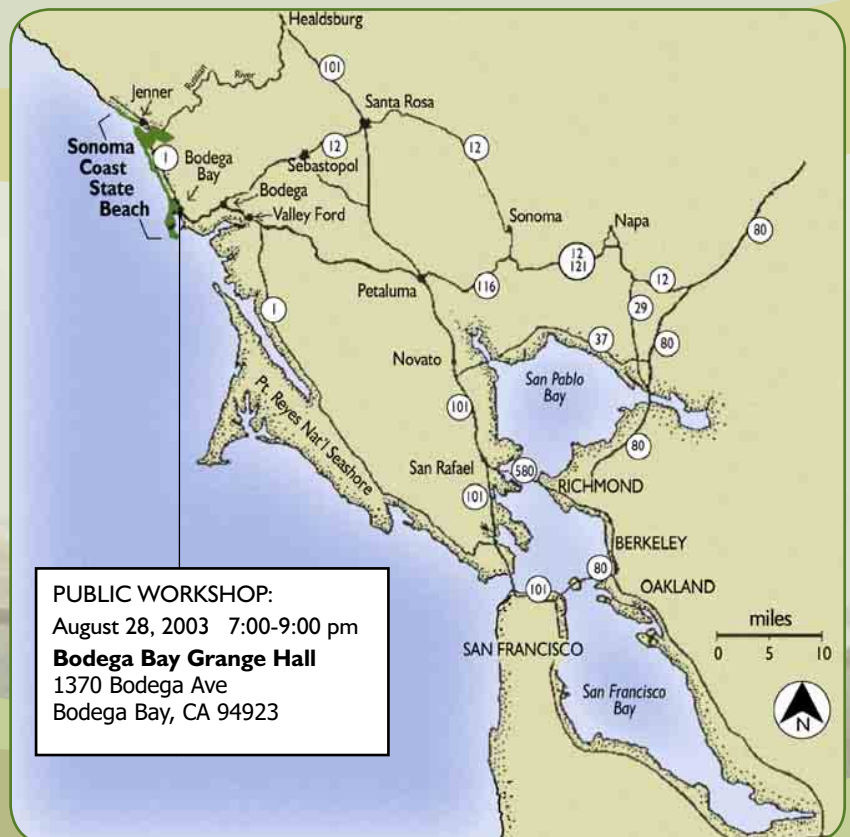 Healdsburg
101
Russian River
Jenner
Santa Rosa
Sonoma
Coast
State
Beach
1
Bodega
Bay
12
Sebastopol
12
Bodega
Valley Ford
Sonoma
Napa
80
12
121
12
Petaluma
116
29
1
37
80
Novato
San Pablo
Bay
101
Pt. Reyes Nat'l Seashore
80
San Rafael
580
RICHMOND
101
BERKELEY
80
OAKLAND
101
miles
0 5 10
SAN FRANCISCO
San Francisco
Bay
N
PUBLIC WORKSHOP:
August 28, 2003 7:00-9:00 pm
Bodega Bay Grange Hall
1370 Bodega Ave
Bodega Bay, CA 94923